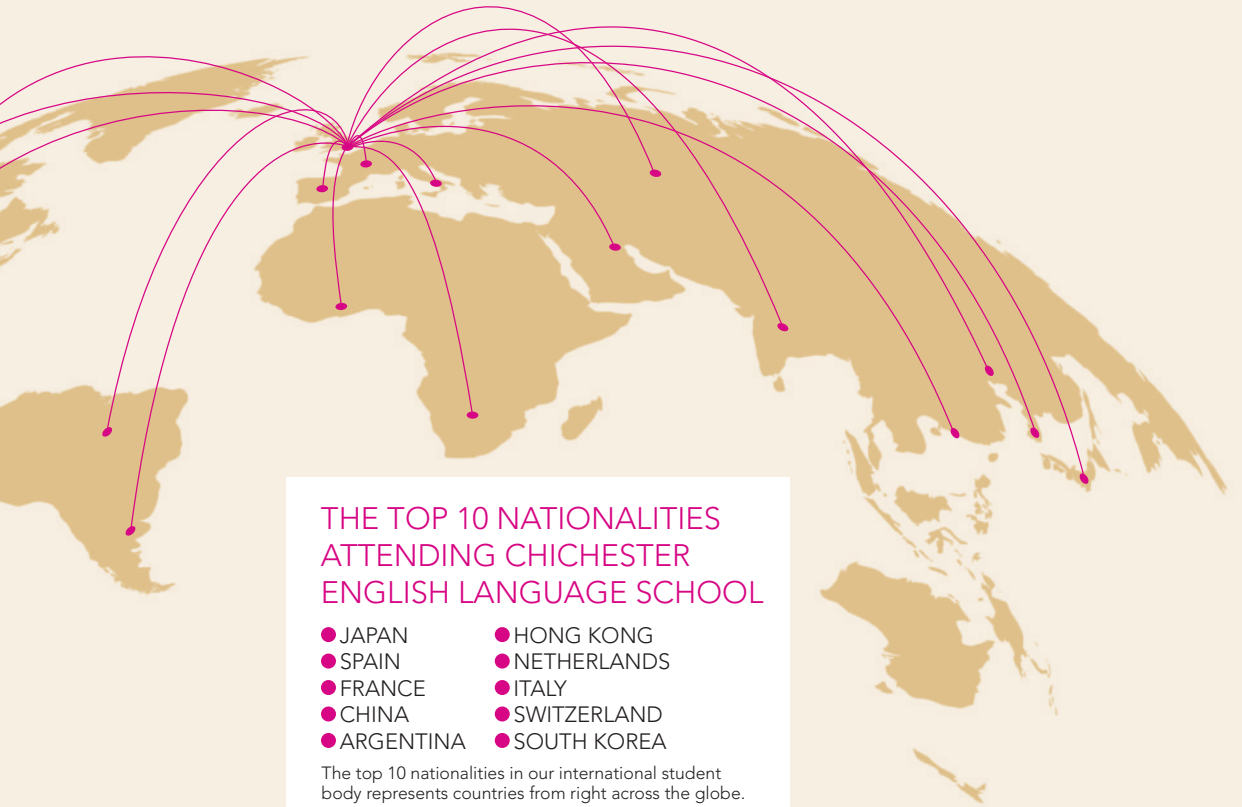 THE TOP 10 NATIONALITIES
ATTENDING CHICHESTER
ENGLISH LANGUAGE SCHOOL
JAPAN
SPAIN
FRANCE
CHINA
ARGENTINA
HONG KONG
NETHERLANDS
ITALY
SWITZERLAND
SOUTH KOREA
The top 10 nationalities in our international student
body represents countries from right across the globe.